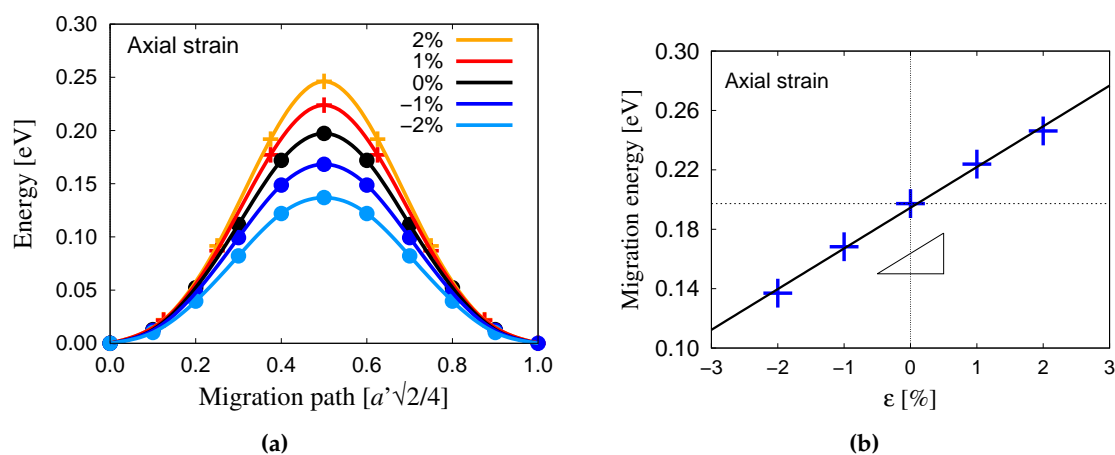 Axial strain
2%
1%
0%
−1%
−2%
Energy [eV]
0.30
0.25
0.20
0.15
0.10
0.05
0.00
0.0 0.2 0.4 0.6 0.8 1.0
Migration path [a’√2/4]
(a)
Axial strain
Migration energy [eV]
0.30
0.26
0.22
0.18
0.14
0.10
−3 −2 −1 0 1 2 3
ε [%]
(b)